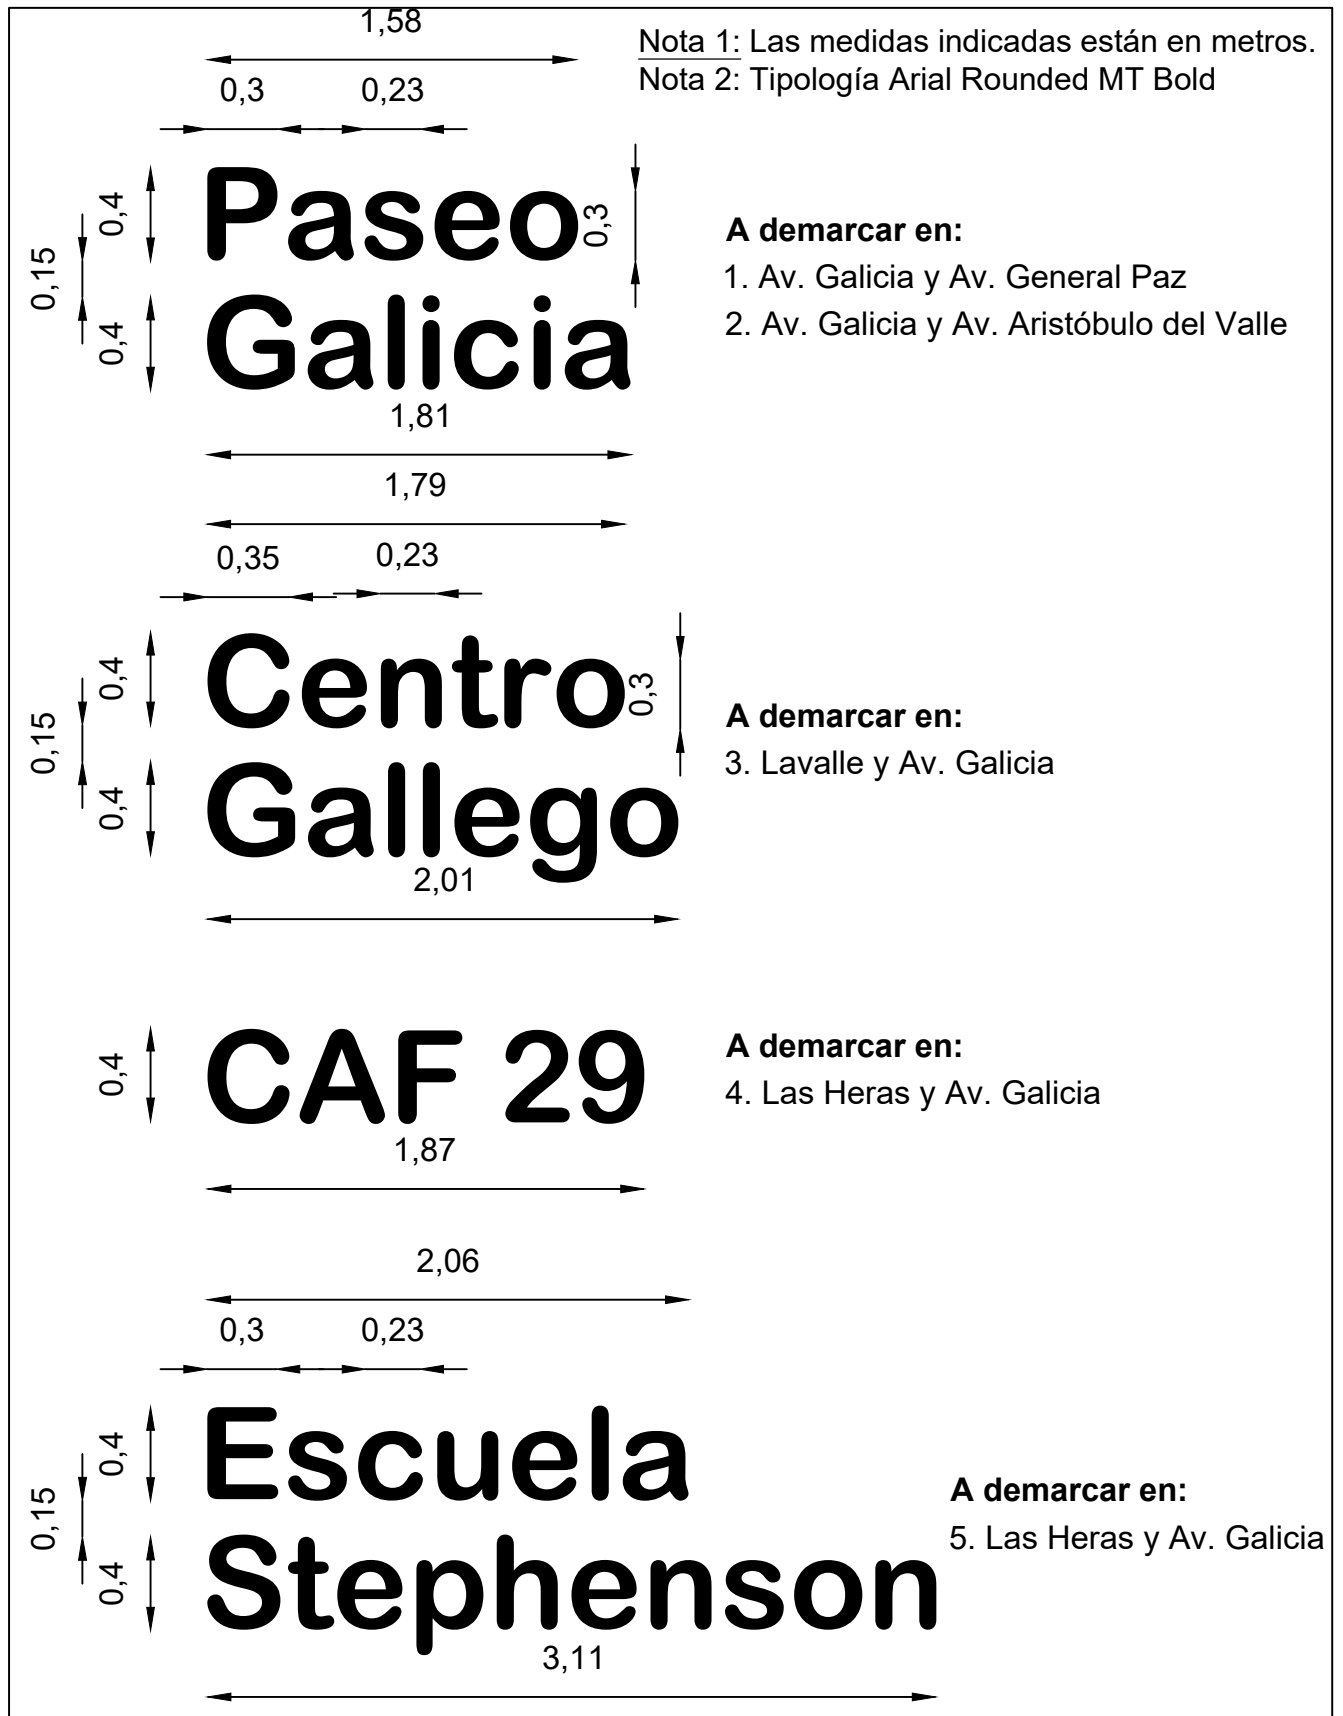 1,58
Nota 1: Las medidas indicadas están en metros.
Nota 2: Tipología Arial Rounded MT Bold
0,3 0,23
0,4
Paseo
0,3
0,15
0,4
Galicia
1,81
A demarcar en:
1. Av. Galicia y Av. General Paz
2. Av. Galicia y Av. Aristóbulo del Valle
1,79
0,35 0,23
0,4
Centro
0,3
0,15
0,4
Gallego
2,01
A demarcar en:
3. Lavalle y Av. Galicia
0,4
CAF 29
1,87
A demarcar en:
4. Las Heras y Av. Galicia
2,06
0,3 0,23
0,4
Escuela
0,15
0,4
Stephenson
3,11
A demarcar en:
5. Las Heras y Av. Galicia